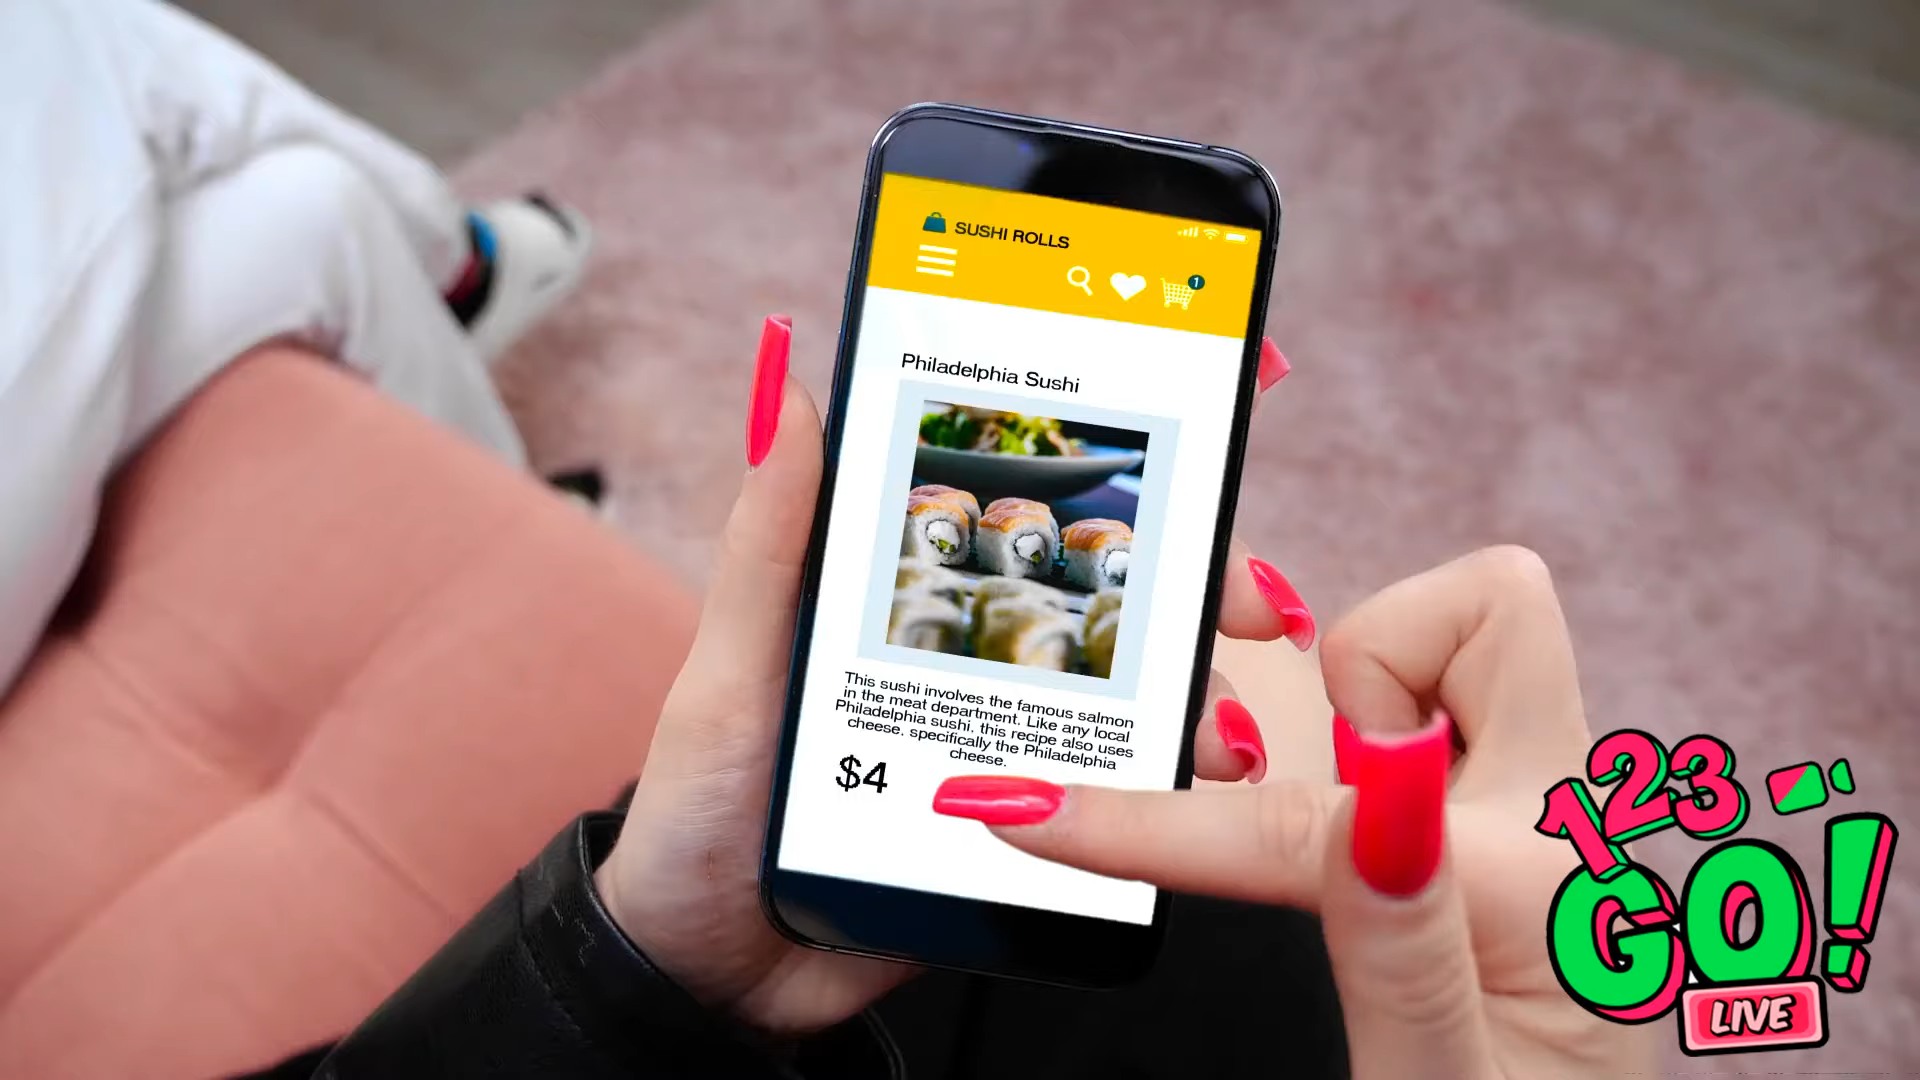 SUSHI ROLLS
1
Philadelphia Sushi
This sushi involves the famous salmon
in the meat department. Like any local
Philadelphia sushi, this recipe also uses
cheese, specifically the Philadelphia
cheese.
$4
123
GO!
LIVE